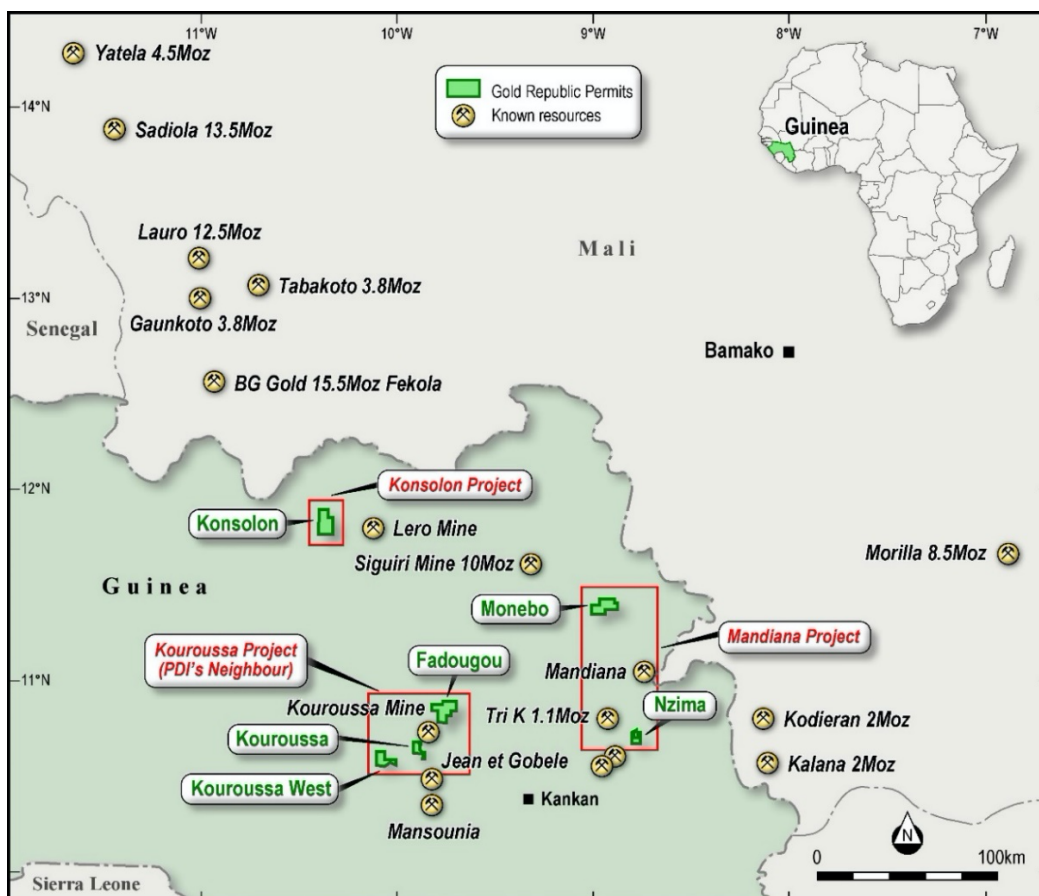 11°W
10°W
9°W
8°W
7°W
Yatela 4.5Moz
Gold Republic Permits
Known resources
14°N
Sadiola 13.5Moz
Guinea
Lauro 12.5Moz
Mali
Tabakoto 3.8Moz
13°N
Gaunkoto 3.8Moz
Senegal
Bamako
BG Gold 15.5Moz Fekola
12°N
Konsolon Project
Konsolon
Lero Mine
Siguiri Mine 10Moz
Morilla 8.5Moz
Guinea
Monebo
Mandiana Project
Kouroussa Project
(PDI's Neighbour)
Fadougou
Mandiana
11°N
Kouroussa Mine
Tri K 1.1Moz
Nzima
Kodieran 2Moz
Kouroussa
Jean et Gobele
Kalana 2Moz
Kouroussa West
Kankan
Mansounia
N
0
100km
Sierra Leone